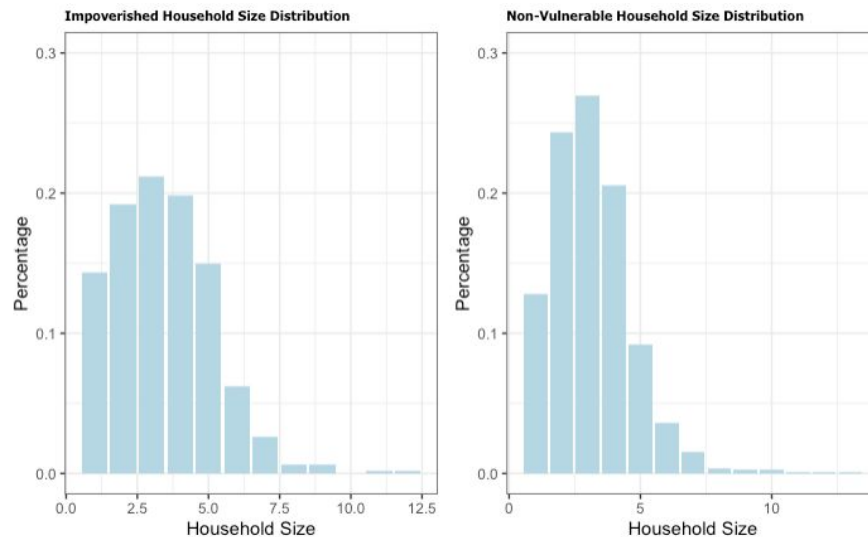 Impoverished Household Size Distribution
Non-Vulnerable Household Size Distribution
0.3
0.2
0.1
0.0
Percentage
0.0
2.5
5.0
7.5
10.0
12.5
Household Size
0.3
0.2
0.1
0.0
Percentage
0
5
10
Household Size